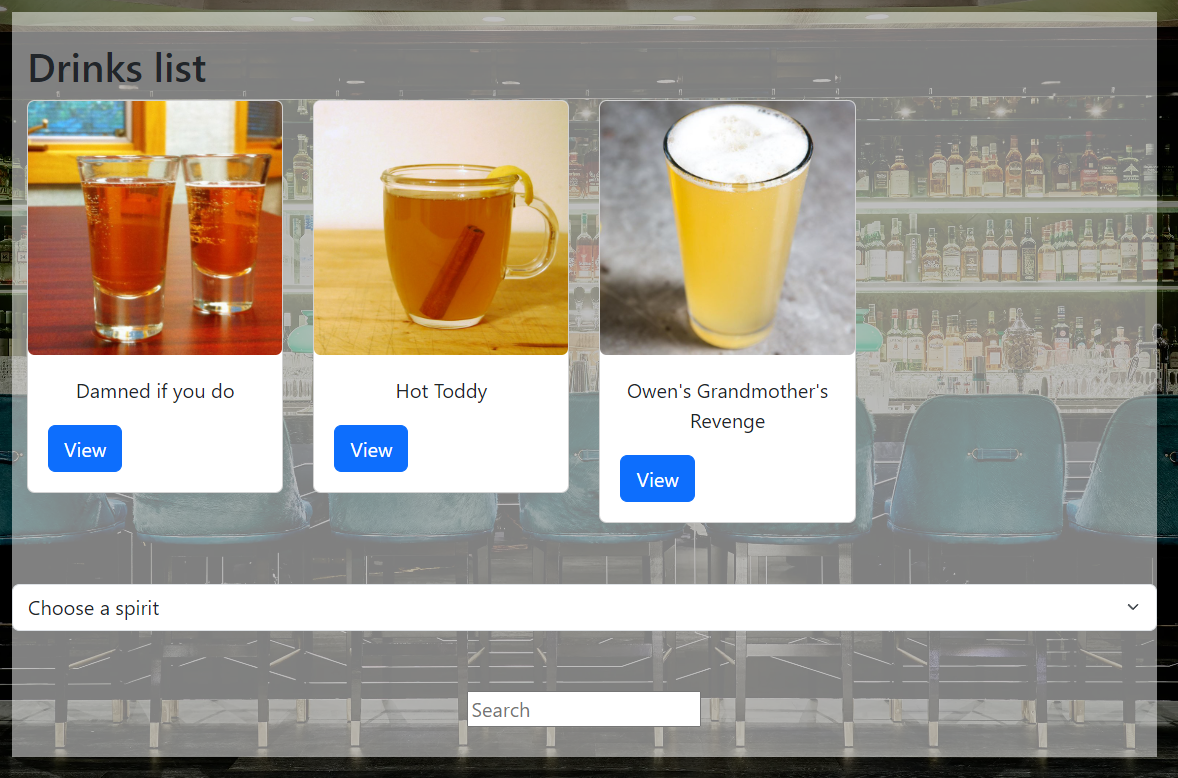 Drinks list
Damned if you do
View
Hot Toddy
View
Owen's Grandmother's
Revenge
View
Choose a spirit
Search